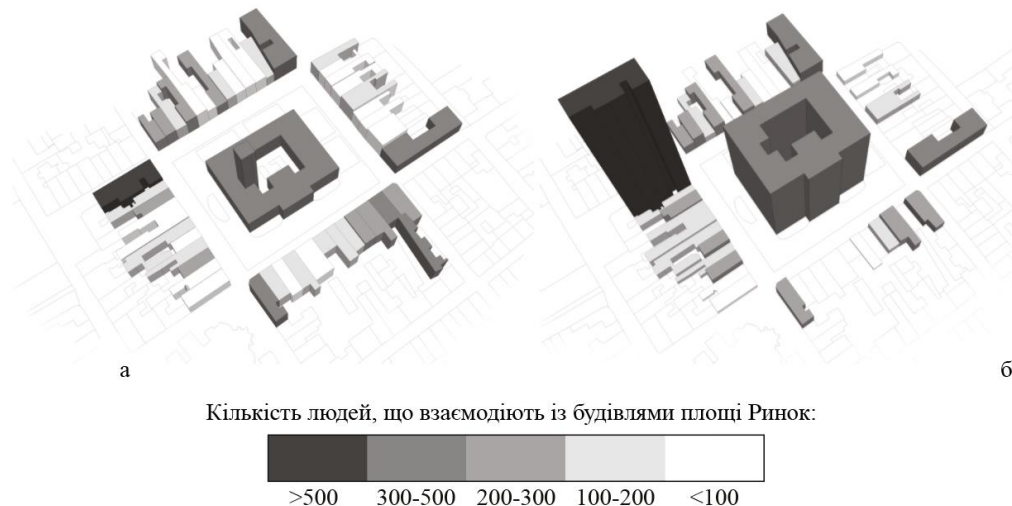 а
б
Кількість людей, що взаємодіють із будівлями площі Ринок:
>500 300-500 200-300 100-200 <100